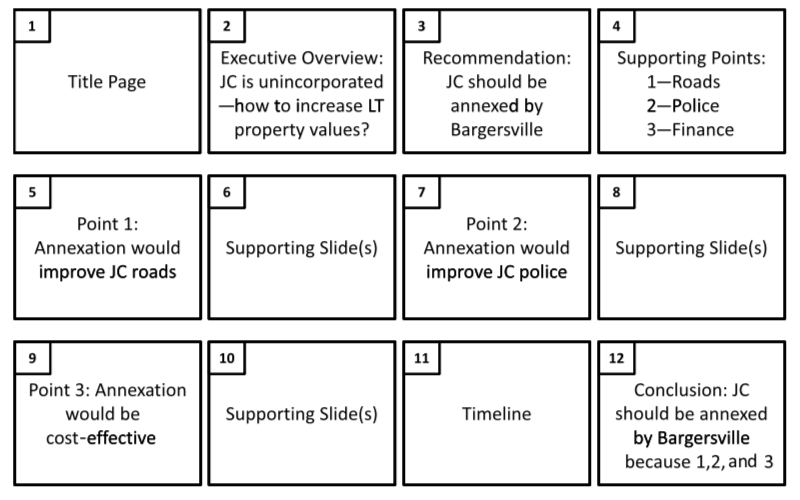 1
Title Page
2
Executive Overview:
JC is unincorporated
—how to increase LT
property values?
3
Recommendation:
JC should be
annexed by
Bargersville
4
Supporting Points:
1—Roads
2—Police
3—Finance
5
Point 1:
Annexation would
improve JC roads
6
Supporting Slide(s)
7
Point 2:
Annexation would
improve JC police
8
Supporting Slide(s)
9
Point 3: Annexation
would be
cost-effective
10
Supporting Slide(s)
11
Timeline
12
Conclusion: JC
should be annexed
by Bargersville
because 1,2, and 3